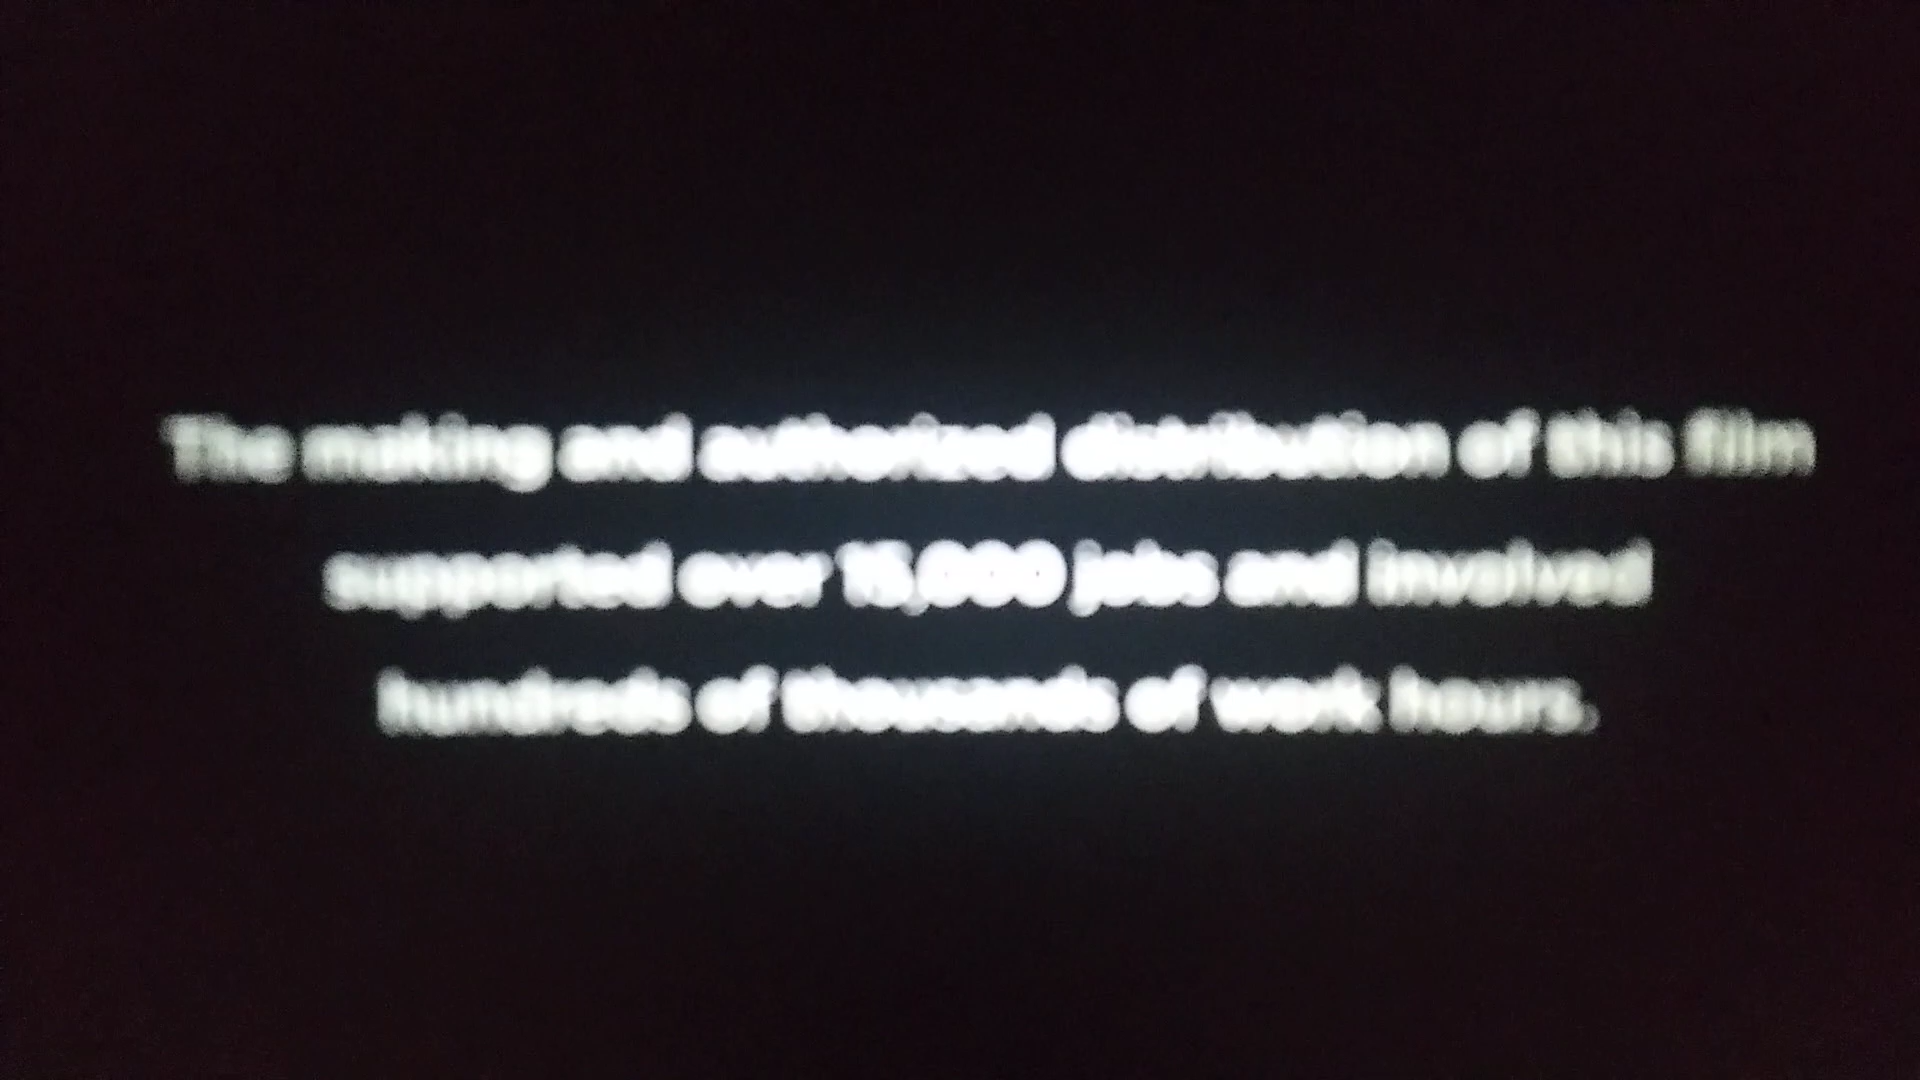 The making and authorized distribution of this film
supported over 15,000 jobs and involved
hundreds of thousands of work hours.